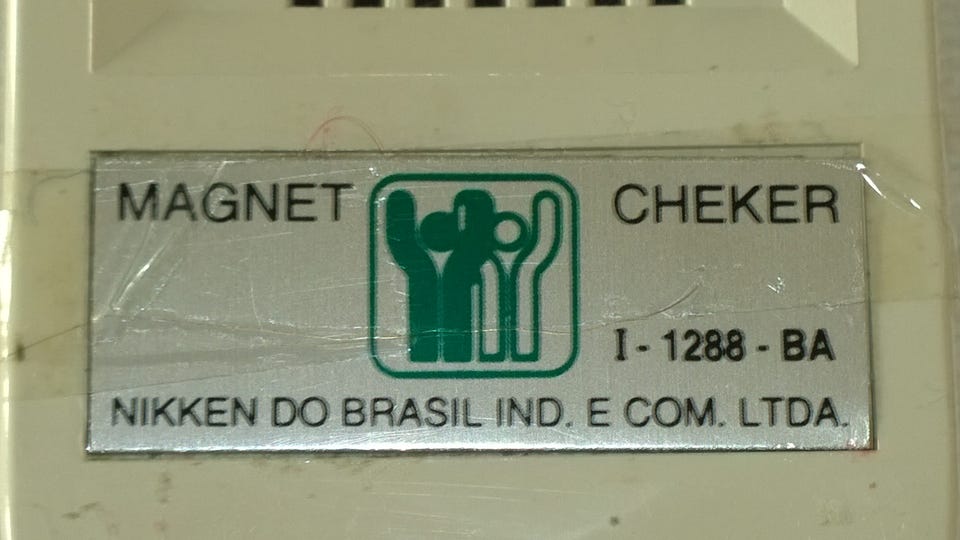 MAGNET CHEKER
I - 1288 - BA
NIKKEN DO BRASIL IND. E COM. LTDA.